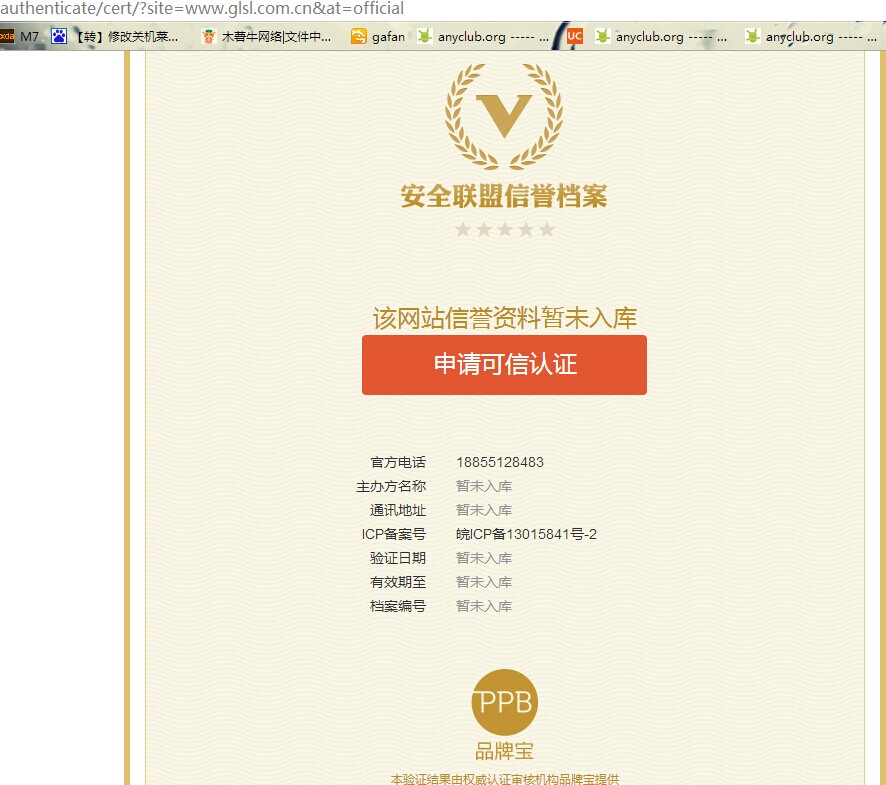 authenticate/cert/?site=www.glsl.com.cn&at=official
M7 【转】修改关机菜... 木蓉牛网络|文件中... gafan anyclub.org ----- ... UC anyclub.org ----- ... anyclub.org ----- ...
V
安全联盟信誉档案
该网站信誉资料暂未入库
申请可信认证
官方电话 18855128483
主办方名称 暂未入库
通讯地址 暂未入库
ICP备案号 皖ICP备13015841号-2
验证日期 暂未入库
有效期至 暂未入库
档案编号 暂未入库
PPB
品牌宝
本验证结果由权威认证审核机构品牌宝提供